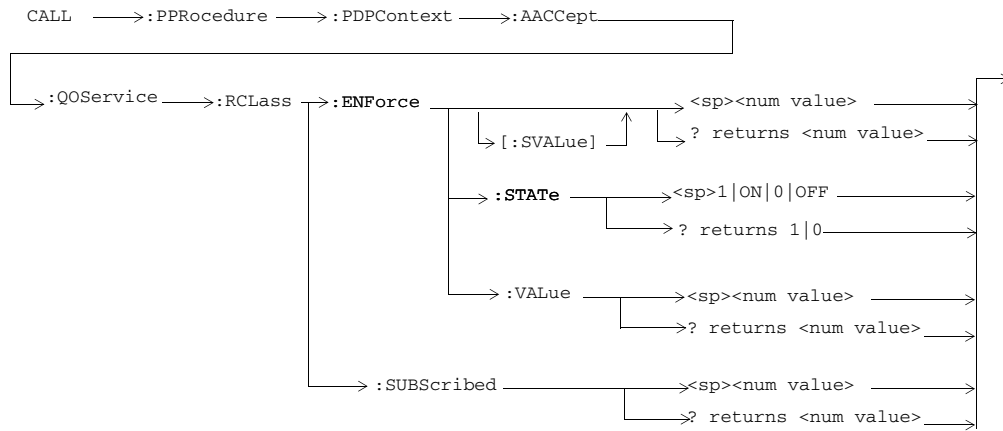 CALL :PPRocedure :PDPContext :AACCept
:QOService :RCLass :ENForce <sp><num value>
[:SVALue] ? returns <num value>
:STATe <sp>1|ON|0|OFF
? returns 1|0
:VALue <sp><num value>
? returns <num value>
:SUBScribed <sp><num value>
? returns <num value>